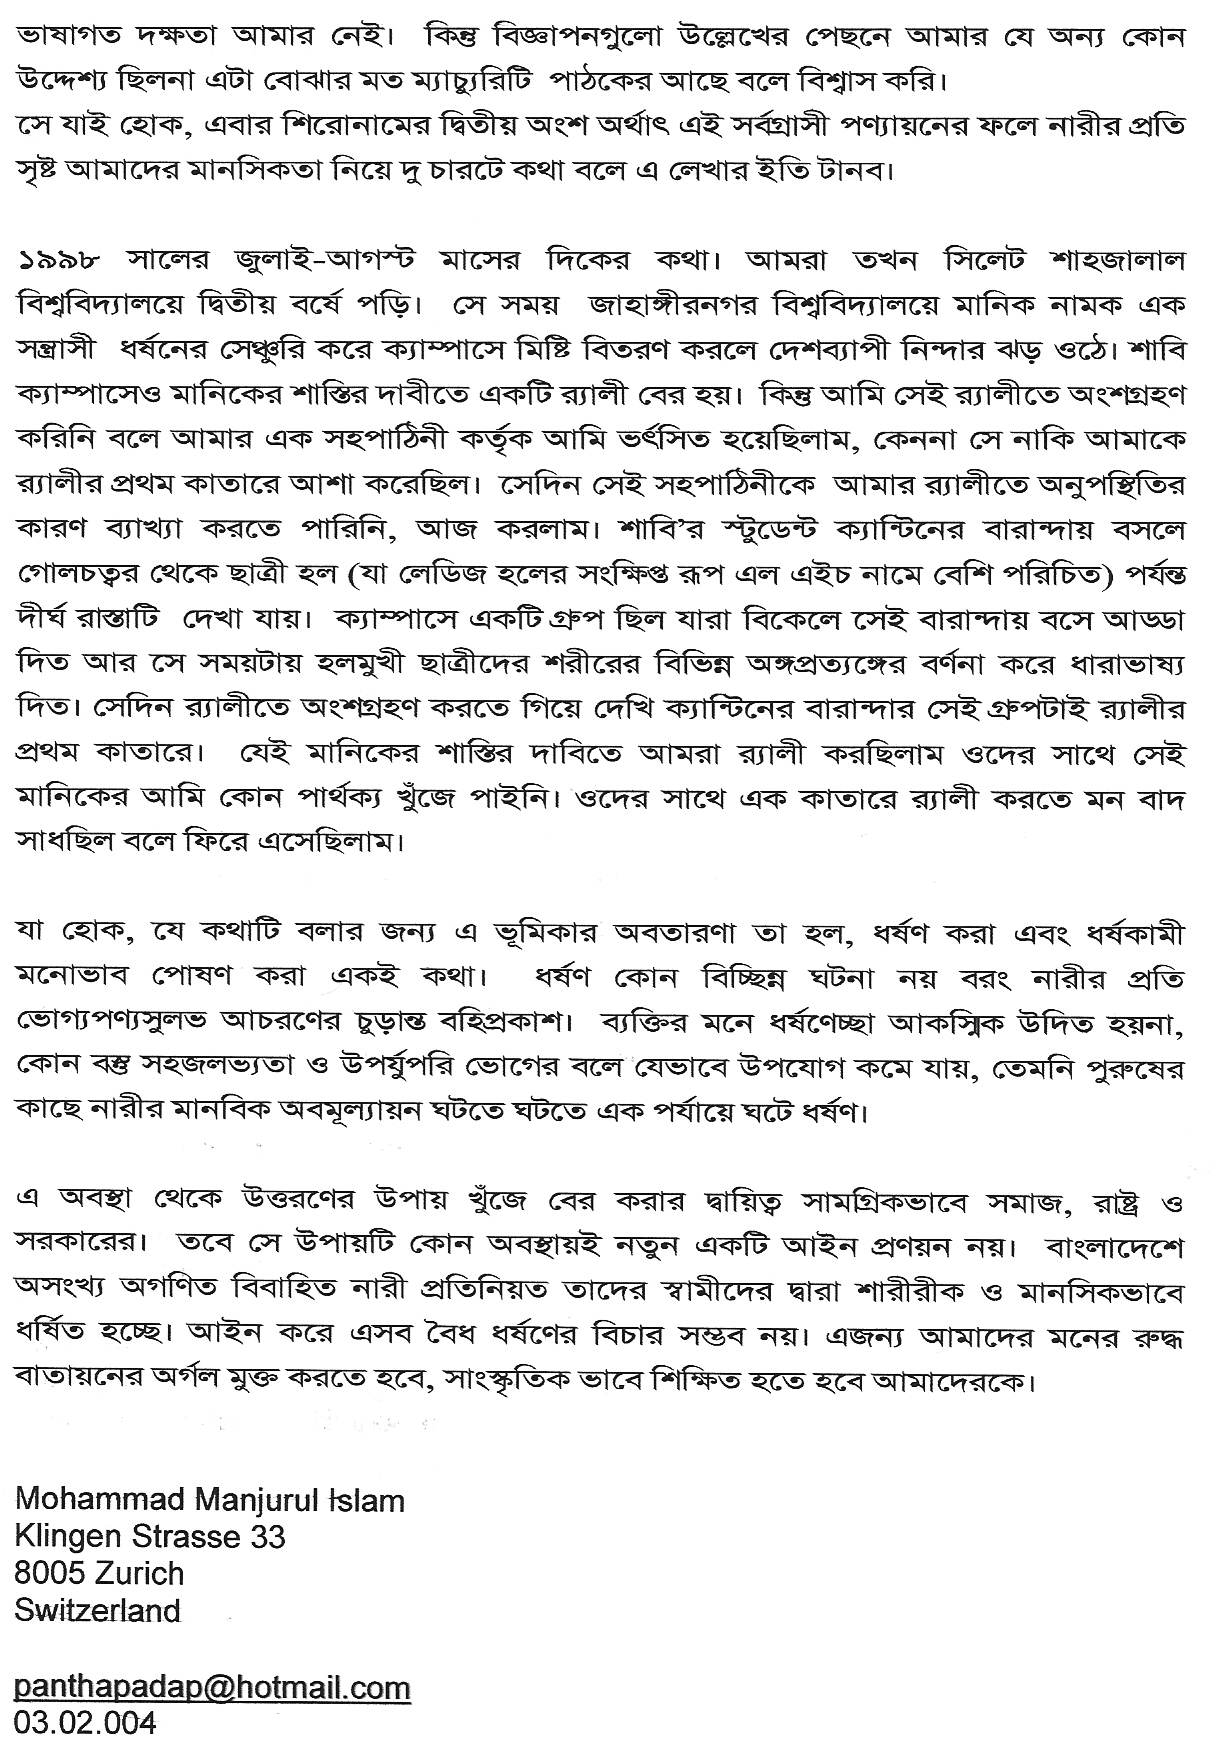 ভাষাগত দক্ষতা আমার নেই। কিন্তু বিজ্ঞাপনগুলো উল্লেখের পেছনে আমার যে অন্য কোন
উদ্দেশ্য ছিলনা এটা বোঝার মত ম্যাচ্যুরিটি পাঠকের আছে বলে বিশ্বাস করি।
সে যাই হোক, এবার শিরোনামের দ্বিতীয় অংশ অর্থাৎ এই সর্বগ্রাসী পণ্যায়নের ফলে নারীর প্রতি
সৃষ্ট আমাদের মানসিকতা নিয়ে দু চারটে কথা বলে এ লেখার ইতি টানব।
১৯৯৮ সালের জুলাই-আগস্ট মাসের দিকের কথা। আমরা তখন সিলেট শাহজালাল
বিশ্ববিদ্যালয়ে দ্বিতীয় বর্ষে পড়ি। সে সময় জাহাঙ্গীরনগর বিশ্ববিদ্যালয়ে মানিক নামক এক
সন্ত্রাসী ধর্ষনের সেঞ্চুরি করে ক্যাম্পাসে মিষ্টি বিতরণ করলে দেশব্যাপী নিন্দার ঝড় ওঠে। শাবি
ক্যাম্পাসেও মানিকের শাস্তির দাবীতে একটি র‍্যালী বের হয়। কিন্তু আমি সেই র‍্যালীতে অংশগ্রহণ
করিনি বলে আমার এক সহপাঠিনী কর্তৃক আমি ভর্ৎসিত হয়েছিলাম, কেননা সে নাকি আমাকে
র‍্যালীর প্রথম কাতারে আশা করেছিল। সেদিন সেই সহপাঠিনীকে আমার র‍্যালীতে অনুপস্থিতির
কারণ ব্যাখ্যা করতে পারিনি, আজ করলাম। শাবি’র স্টুডেন্ট ক্যান্টিনের বারান্দায় বসলে
গোলচত্বর থেকে ছাত্রী হল (যা লেডিজ হলের সংক্ষিপ্ত রূপ এল এইচ নামে বেশি পরিচিত) পর্যন্ত
দীর্ঘ রাস্তাটি দেখা যায়। ক্যাম্পাসে একটি গ্রুপ ছিল যারা বিকেলে সেই বারান্দায় বসে আড্ডা
দিত আর সে সময়টায় হলমুখী ছাত্রীদের শরীরের বিভিন্ন অঙ্গপ্রত্যঙ্গের বর্ণনা করে ধারাভাষ্য
দিত। সেদিন র‍্যালীতে অংশগ্রহণ করতে গিয়ে দেখি ক্যান্টিনের বারান্দার সেই গ্রুপটাই র‍্যালীর
প্রথম কাতারে। যেই মানিকের শাস্তির দাবিতে আমরা র‍্যালী করছিলাম ওদের সাথে সেই
মানিকের আমি কোন পার্থক্য খুঁজে পাইনি। ওদের সাথে এক কাতারে র‍্যালী করতে মন বাদ
সাধছিল বলে ফিরে এসেছিলাম।
যা হোক, যে কথাটি বলার জন্য এ ভূমিকার অবতারণা তা হল, ধর্ষণ করা এবং ধর্ষকামী
মনোভাব পোষণ করা একই কথা। ধর্ষণ কোন বিচ্ছিন্ন ঘটনা নয় বরং নারীর প্রতি
ভোগ্যপণ্যসুলভ আচরণের চুড়ান্ত বহিপ্রকাশ। ব্যক্তির মনে ধর্ষণেচ্ছা আকস্মিক উদিত হয়না,
কোন বস্তু সহজলভ্যতা ও উপর্যুপরি ভোগের বলে যেভাবে উপযোগ কমে যায়, তেমনি পুরুষের
কাছে নারীর মানবিক অবমূল্যায়ন ঘটতে ঘটতে এক পর্যায়ে ঘটে ধর্ষণ।
এ অবস্থা থেকে উত্তরণের উপায় খুঁজে বের করার দ্বায়িত্ব সামগ্রিকভাবে সমাজ, রাষ্ট্র ও
সরকারের। তবে সে উপায়টি কোন অবস্থায়ই নতুন একটি আইন প্রণয়ন নয়। বাংলাদেশে
অসংখ্য অগণিত বিবাহিত নারী প্রতিনিয়ত তাদের স্বামীদের দ্বারা শারীরীক ও মানসিকভাবে
ধর্ষিত হচ্ছে। আইন করে এসব বৈধ ধর্ষণের বিচার সম্ভব নয়। এজন্য আমাদের মনের রুদ্ধ
বাতায়নের অর্গল মুক্ত করতে হবে, সাংস্কৃতিক ভাবে শিক্ষিত হতে হবে আমাদেরকে।
Mohammad Manjurul Islam
Klingen Strasse 33
8005 Zurich
Switzerland
panthapadap@hotmail.com
03.02.004